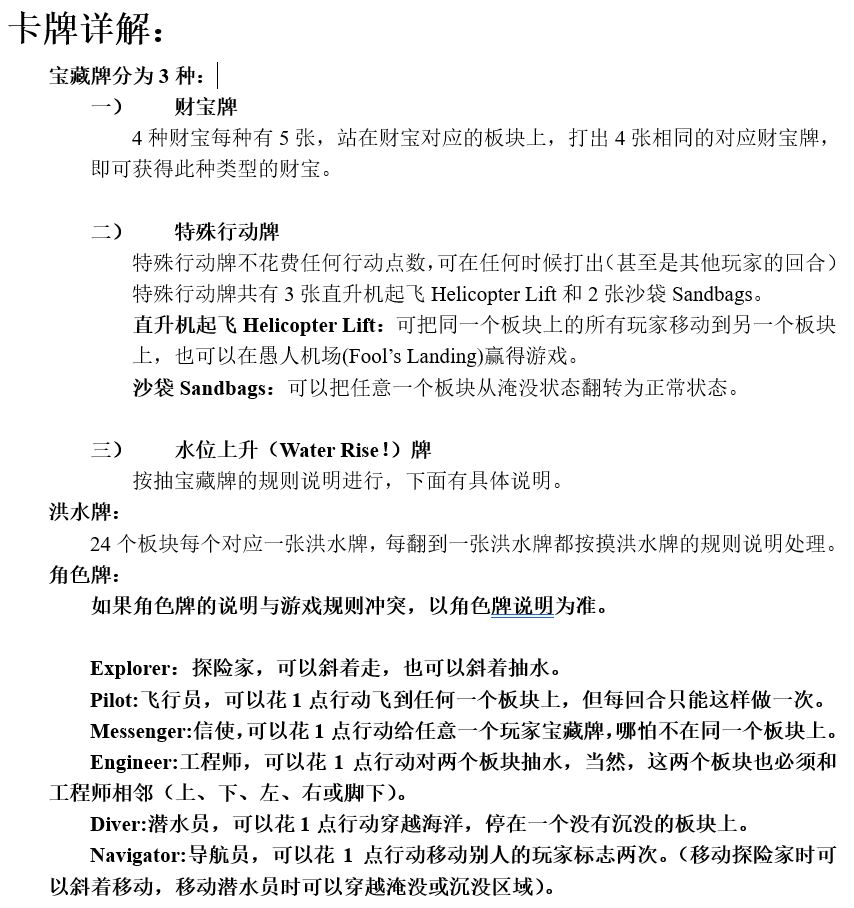 卡牌详解：
宝藏牌分为 3 种：
一） 财宝牌
4 种财宝每种有 5 张，站在财宝对应的板块上，打出 4 张相同的对应财宝牌，
即可获得此种类型的财宝。
二） 特殊行动牌
特殊行动牌不花费任何行动点数,可在任何时候打出（甚至是其他玩家的回合）
特殊行动牌共有 3 张直升机起飞 Helicopter Lift 和 2 张沙袋 Sandbags。
直升机起飞 Helicopter Lift：可把同一个板块上的所有玩家移动到另一个板块
上，也可以在愚人机场(Fool’s Landing)赢得游戏。
沙袋 Sandbags：可以把任意一个板块从淹没状态翻转为正常状态。
三） 水位上升（Water Rise！）牌
按抽宝藏牌的规则说明进行，下面有具体说明。
洪水牌：
24 个板块每个对应一张洪水牌，每翻到一张洪水牌都按摸洪水牌的规则说明处理。
角色牌：
如果角色牌的说明与游戏规则冲突，以角色牌说明为准。
Explorer：探险家，可以斜着走，也可以斜着抽水。
Pilot:飞行员，可以花 1 点行动飞到任何一个板块上，但每回合只能这样做一次。
Messenger:信使,可以花 1 点行动给任意一个玩家宝藏牌,哪怕不在同一个板块上。
Engineer:工程师，可以花 1 点行动对两个板块抽水，当然，这两个板块也必须和
工程师相邻（上、下、左、右或脚下）。
Diver:潜水员，可以花 1 点行动穿越海洋，停在一个没有沉没的板块上。
Navigator:导航员，可以花 1 点行动移动别人的玩家标志两次。（移动探险家时可
以斜着移动，移动潜水员时可以穿越淹没或沉没区域）。